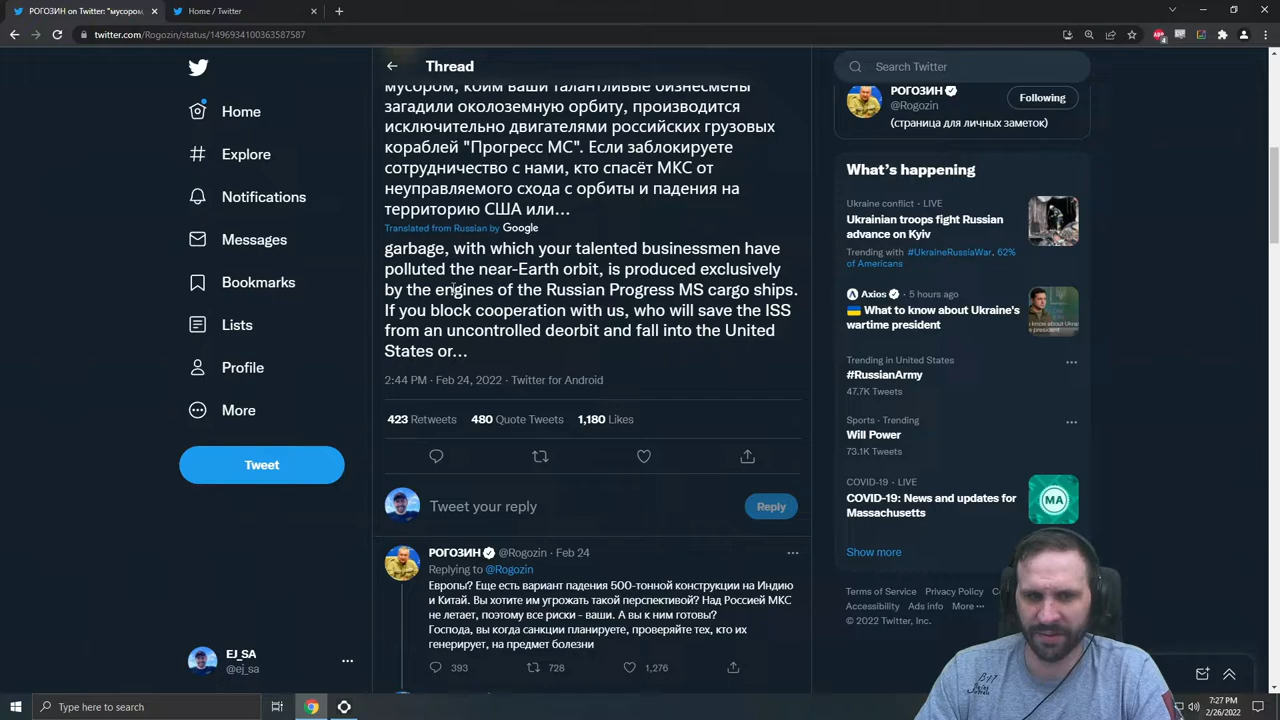 РОГОЗИН on Twitter: "мусором,
Home / Twitter
twitter.com/Rogozin/status/1496934100363587587
Home
Explore
Notifications
Messages
Bookmarks
Lists
Profile
More
Tweet
EJ_SA
@ej_sa
Thread
мусором, коим ваши талантливые бизнесмены
загадили околоземную орбиту, производится
исключительно двигателями российских грузовых
кораблей "Прогресс МС". Если заблокируете
сотрудничество с нами, кто спасёт МКС от
неуправляемого схода с орбиты и падения на
территорию США или...
Translated from Russian by Google
garbage, with which your talented businessmen have
polluted the near-Earth orbit, is produced exclusively
by the engines of the Russian Progress MS cargo ships.
If you block cooperation with us, who will save the ISS
from an uncontrolled deorbit and fall into the United
States or...
2:44 PM · Feb 24, 2022 · Twitter for Android
423 Retweets 480 Quote Tweets 1,180 Likes
Tweet your reply
Reply
РОГОЗИН @Rogozin · Feb 24
Replying to @Rogozin
Европы? Еще есть вариант падения 500-тонной конструкции на Индию
и Китай. Вы хотите им угрожать такой перспективой? Над Россией МКС
не летает, поэтому все риски - ваши. А вы к ним готовы?
Господа, вы когда санкции планируете, проверяйте тех, кто их
генерирует, на предмет болезни
393 728 1,276
Search Twitter
РОГОЗИН
@Rogozin
Following
(страница для личных заметок)
What's happening
Ukraine conflict · LIVE
Ukrainian troops fight Russian
advance on Kyiv
Trending with #UkraineRussiaWar, 62%
of Americans
Axios · 5 hours ago
What to know about Ukraine's
wartime president
Trending in United States
#RussianArmy
47.7K Tweets
Sports · Trending
Will Power
73.1K Tweets
COVID-19 · LIVE
COVID-19: News and updates for
Massachusetts
MA
Show more
Terms of Service Privacy Policy
Accessibility Ads info More
© 2022 Twitter, Inc.
Type here to search
7:27 PM
2/26/2022